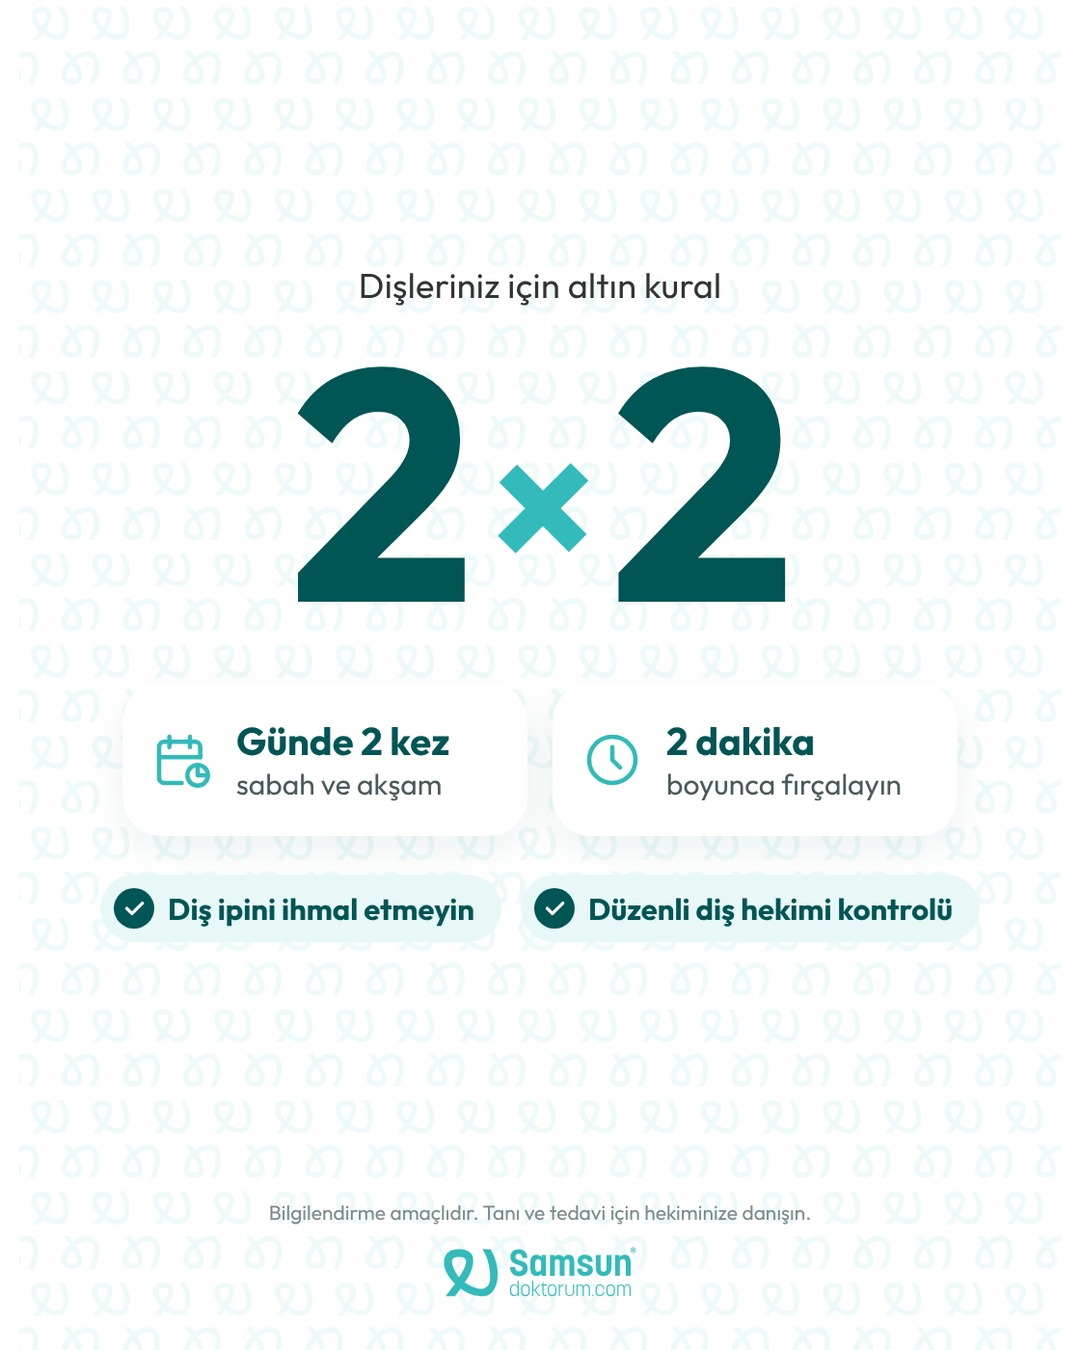 Dişleriniz için altın kural
2×2
Günde 2 kez
sabah ve akşam
2 dakika
boyunca fırçalayın
Diş ipini ihmal etmeyin
Düzenli diş hekimi kontrolü
Bilgilendirme amaçlıdır. Tanı ve tedavi için hekiminize danışın.
Samsun®
doktorum.com